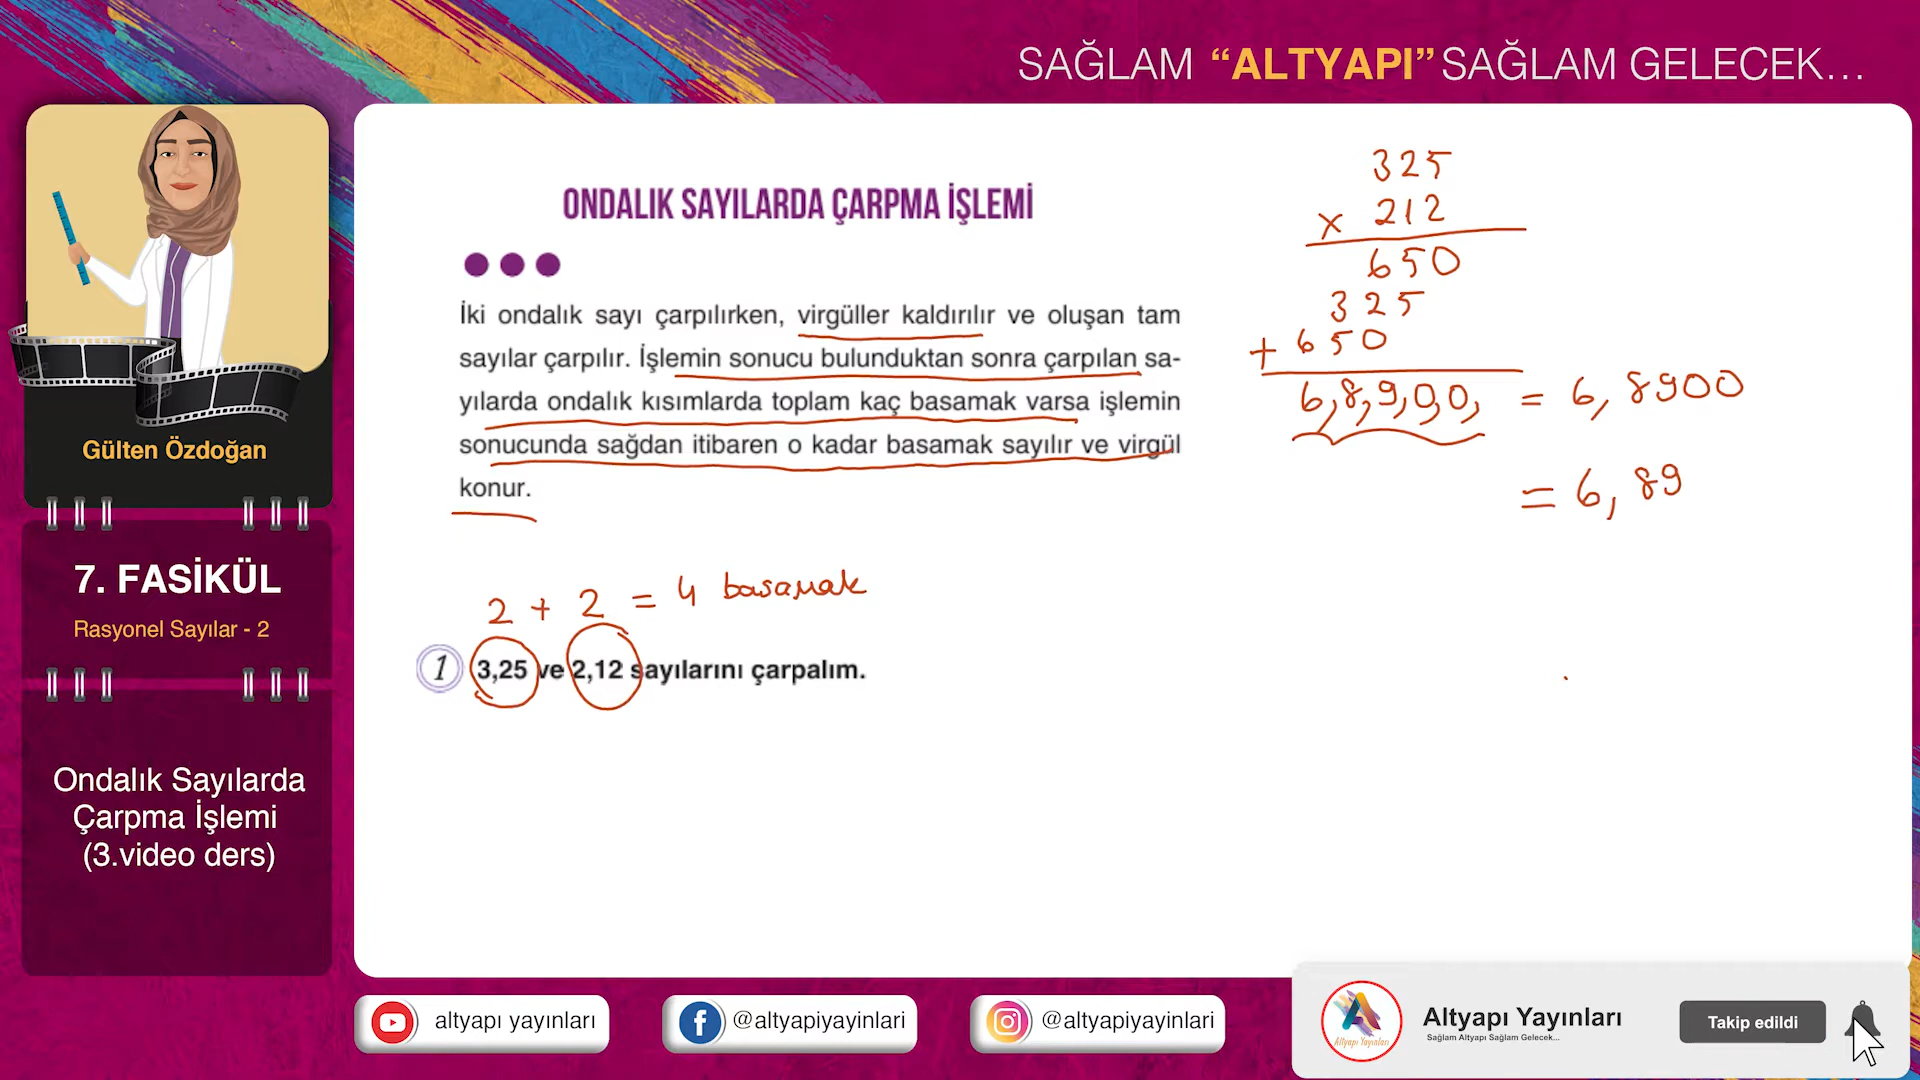 SAĞLAM “ALTYAPI” SAĞLAM GELECEK...
Gülten Özdoğan
7. FASİKÜL
Rasyonel Sayılar - 2
Ondalık Sayılarda
Çarpma İşlemi
(3.video ders)
ONDALIK SAYILARDA ÇARPMA İŞLEMİ
İki ondalık sayı çarpılırken, virgüller kaldırılır ve oluşan tam
sayılar çarpılır. İşlemin sonucu bulunduktan sonra çarpılan sa-
yılarda ondalık kısımlarda toplam kaç basamak varsa işlemin
sonucunda sağdan itibaren o kadar basamak sayılır ve virgül
konur.
2 + 2 = 4 basamak
1 3,25 ve 2,12 sayılarını çarpalım.
325
x 212
650
325
+ 650
6,8,9,0,0, = 6,8900
= 6,89
altyapı yayınları
@altyapiyayinlari
@altyapiyayinlari
Altyapı Yayınları
Altyapı Yayınları
Sağlam Altyapı Sağlam Gelecek...
Takip edildi